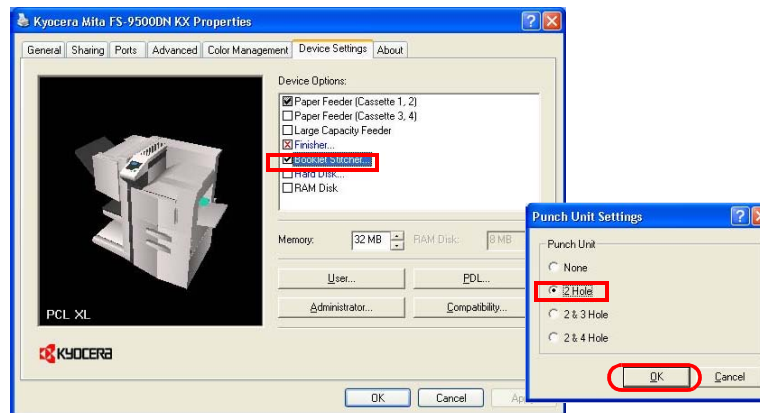 Kyocera Mita FS-9500DN KX Properties
General Sharing Ports Advanced Color Management Device Settings About
Device Options:
Paper Feeder (Cassette 1, 2)
Paper Feeder (Cassette 3, 4)
Large Capacity Feeder
Finisher...
Booklet Stitcher...
Hard Disk...
RAM Disk
Memory: 32 MB RAM Disk: 8 MB
User... PDL...
Administrator... Compatibility...
PCL XL
KYOCERA
OK Cancel Ap
Punch Unit Settings
Punch Unit
None
2 Hole
2 & 3 Hole
2 & 4 Hole
OK Cancel